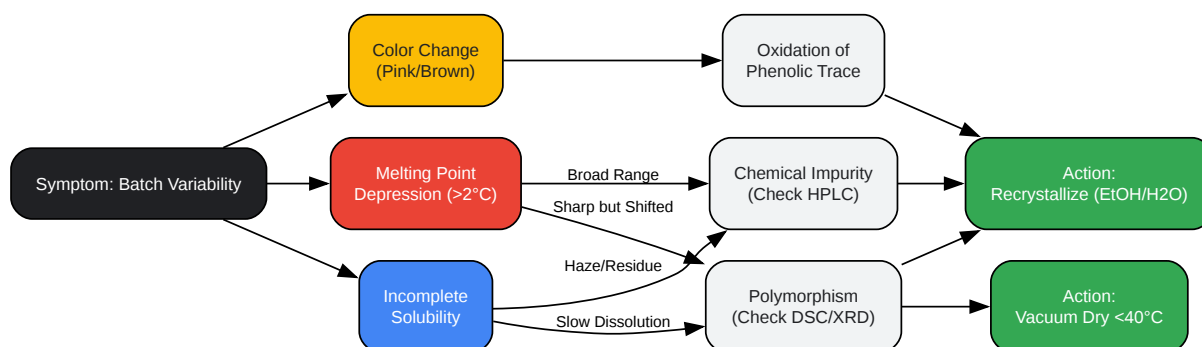 Color Change
(Pink/Brown)
Oxidation of
Phenolic Trace
Symptom: Batch Variability
Melting Point
Depression (>2°C)
Broad Range
Sharp but Shifted
Chemical Impurity
(Check HPLC)
Action:
Recrystallize (EtOH/H2O)
Haze/Residue
Incomplete
Solubility
Slow Dissolution
Polymorphism
(Check DSC/XRD)
Action:
Vacuum Dry <40°C